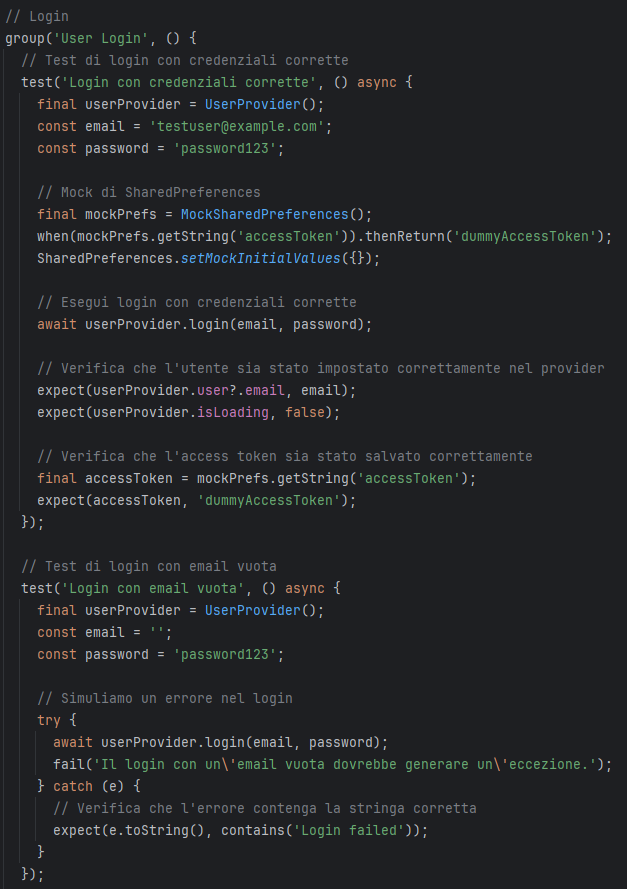 // Login
group('User Login', () {
  // Test di login con credenziali corrette
  test('Login con credenziali corrette', () async {
    final userProvider = UserProvider();
    const email = 'testuser@example.com';
    const password = 'password123';

    // Mock di SharedPreferences
    final mockPrefs = MockSharedPreferences();
    when(mockPrefs.getString('accessToken')).thenReturn('dummyAccessToken');
    SharedPreferences.setMockInitialValues({});

    // Esegui login con credenziali corrette
    await userProvider.login(email, password);

    // Verifica che l'utente sia stato impostato correttamente nel provider
    expect(userProvider.user?.email, email);
    expect(userProvider.isLoading, false);

    // Verifica che l'access token sia stato salvato correttamente
    final accessToken = mockPrefs.getString('accessToken');
    expect(accessToken, 'dummyAccessToken');
  });

  // Test di login con email vuota
  test('Login con email vuota', () async {
    final userProvider = UserProvider();
    const email = '';
    const password = 'password123';

    // Simuliamo un errore nel login
    try {
      await userProvider.login(email, password);
      fail('Il login con un\'email vuota dovrebbe generare un\'eccezione.');
    } catch (e) {
      // Verifica che l'errore contenga la stringa corretta
      expect(e.toString(), contains('Login failed'));
    }
  });